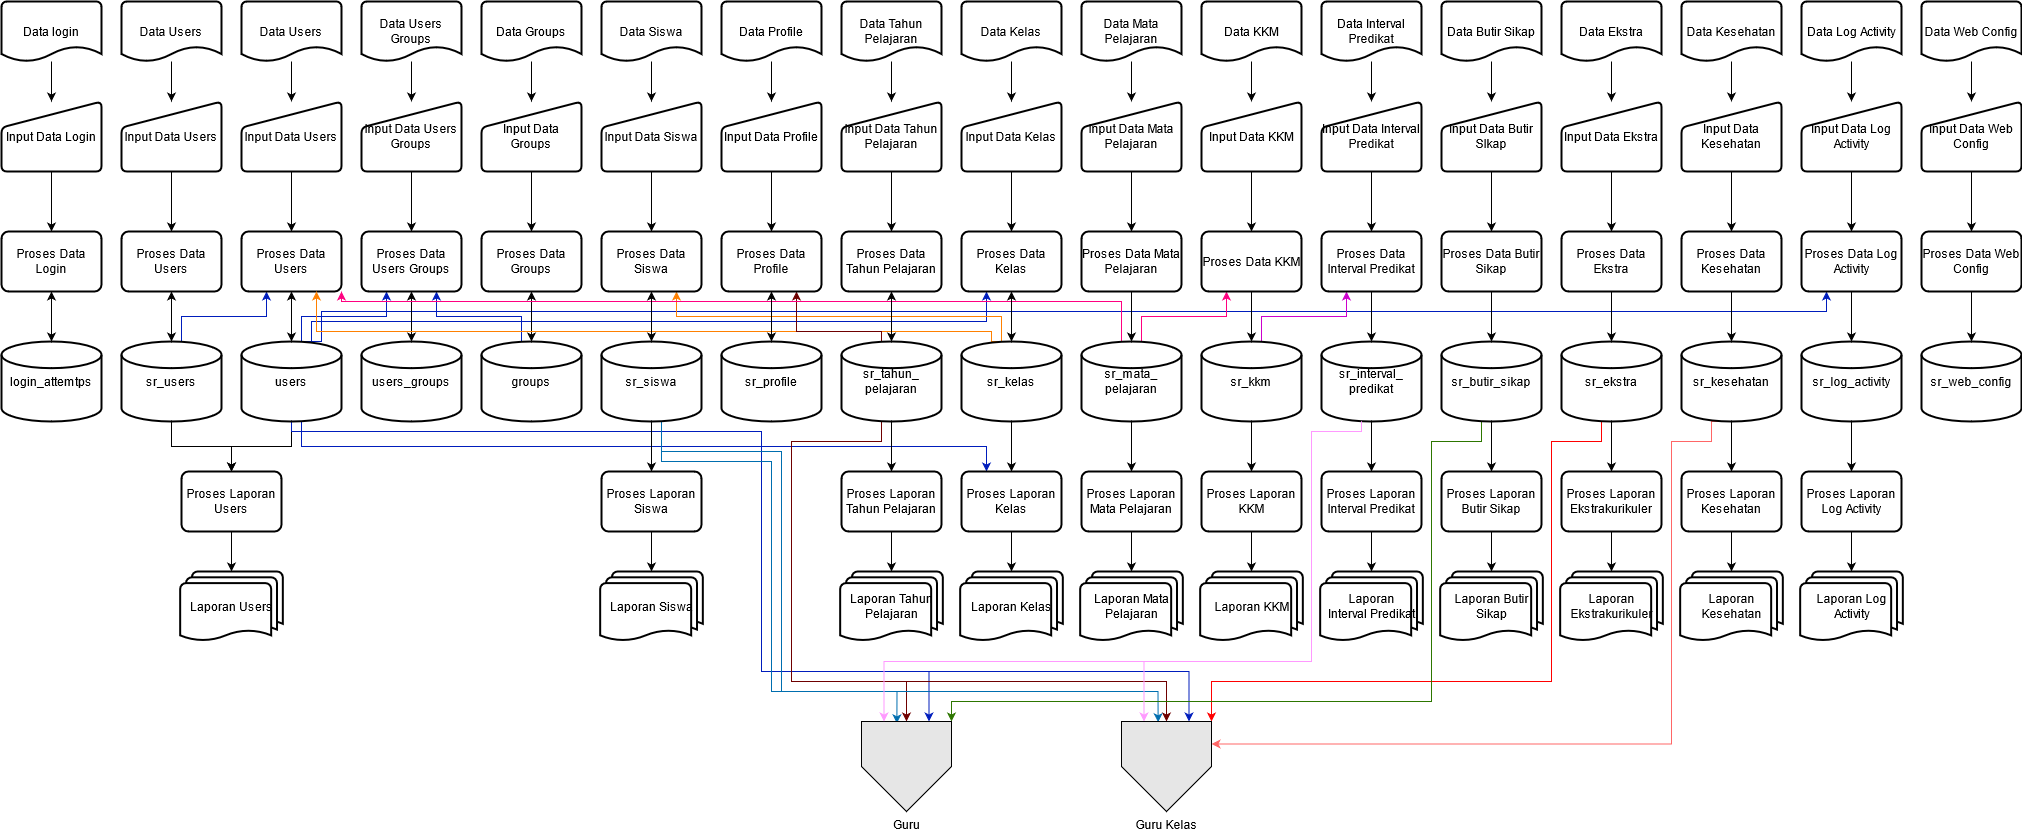 Data login
Data Users
Data Users
Data Users
Groups
Data Groups
Data Siswa
Data Profile
Data Tahun
Pelajaran
Data Kelas
Data Mata
Pelajaran
Data KKM
Data Interval
Predikat
Data Butir Sikap
Data Ekstra
Data Kesehatan
Data Log Activity
Data Web Config
Input Data Login
Input Data Users
Input Data Users
Input Data Users
Groups
Input Data
Groups
Input Data Siswa
Input Data Profile
Input Data Tahun
Pelajaran
Input Data Kelas
Input Data Mata
Pelajaran
Input Data KKM
Input Data Interval
Predikat
Input Data Butir
SIkap
Input Data Ekstra
Input Data
Kesehatan
Input Data Log
Activity
Input Data Web
Config
Proses Data
Login
Proses Data
Users
Proses Data
Users
Proses Data
Users Groups
Proses Data
Groups
Proses Data
Siswa
Proses Data
Profile
Proses Data
Tahun Pelajaran
Proses Data
Kelas
Proses Data Mata
Pelajaran
Proses Data KKM
Proses Data
Interval Predikat
Proses Data Butir
Sikap
Proses Data
Ekstra
Proses Data
Kesehatan
Proses Data Log
Activity
Proses Data Web
Config
login_attemtps
sr_users
users
users_groups
groups
sr_siswa
sr_profile
sr_tahun_
pelajaran
sr_kelas
sr_mata_
pelajaran
sr_kkm
sr_interval_
predikat
sr_butir_sikap
sr_ekstra
sr_kesehatan
sr_log_activity
sr_web_config
Proses Laporan
Users
Proses Laporan
Siswa
Proses Laporan
Tahun Pelajaran
Proses Laporan
Kelas
Proses Laporan
Mata Pelajaran
Proses Laporan
KKM
Proses Laporan
Interval Predikat
Proses Laporan
Butir Sikap
Proses Laporan
Ekstrakurikuler
Proses Laporan
Kesehatan
Proses Laporan
Log Activity
Laporan Users
Laporan Siswa
Laporan Tahun
Pelajaran
Laporan Kelas
Laporan Mata
Pelajaran
Laporan KKM
Laporan
Interval Predikat
Laporan Butir
Sikap
Laporan
Ekstrakurikuler
Laporan
Kesehatan
Laporan Log
Activity
Guru
Guru Kelas